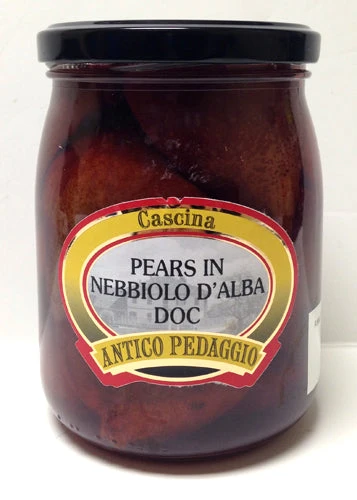 Cascina
PEARS IN
NEBBIOLO D'ALBA
DOC
ANTICO PEDAGGIO